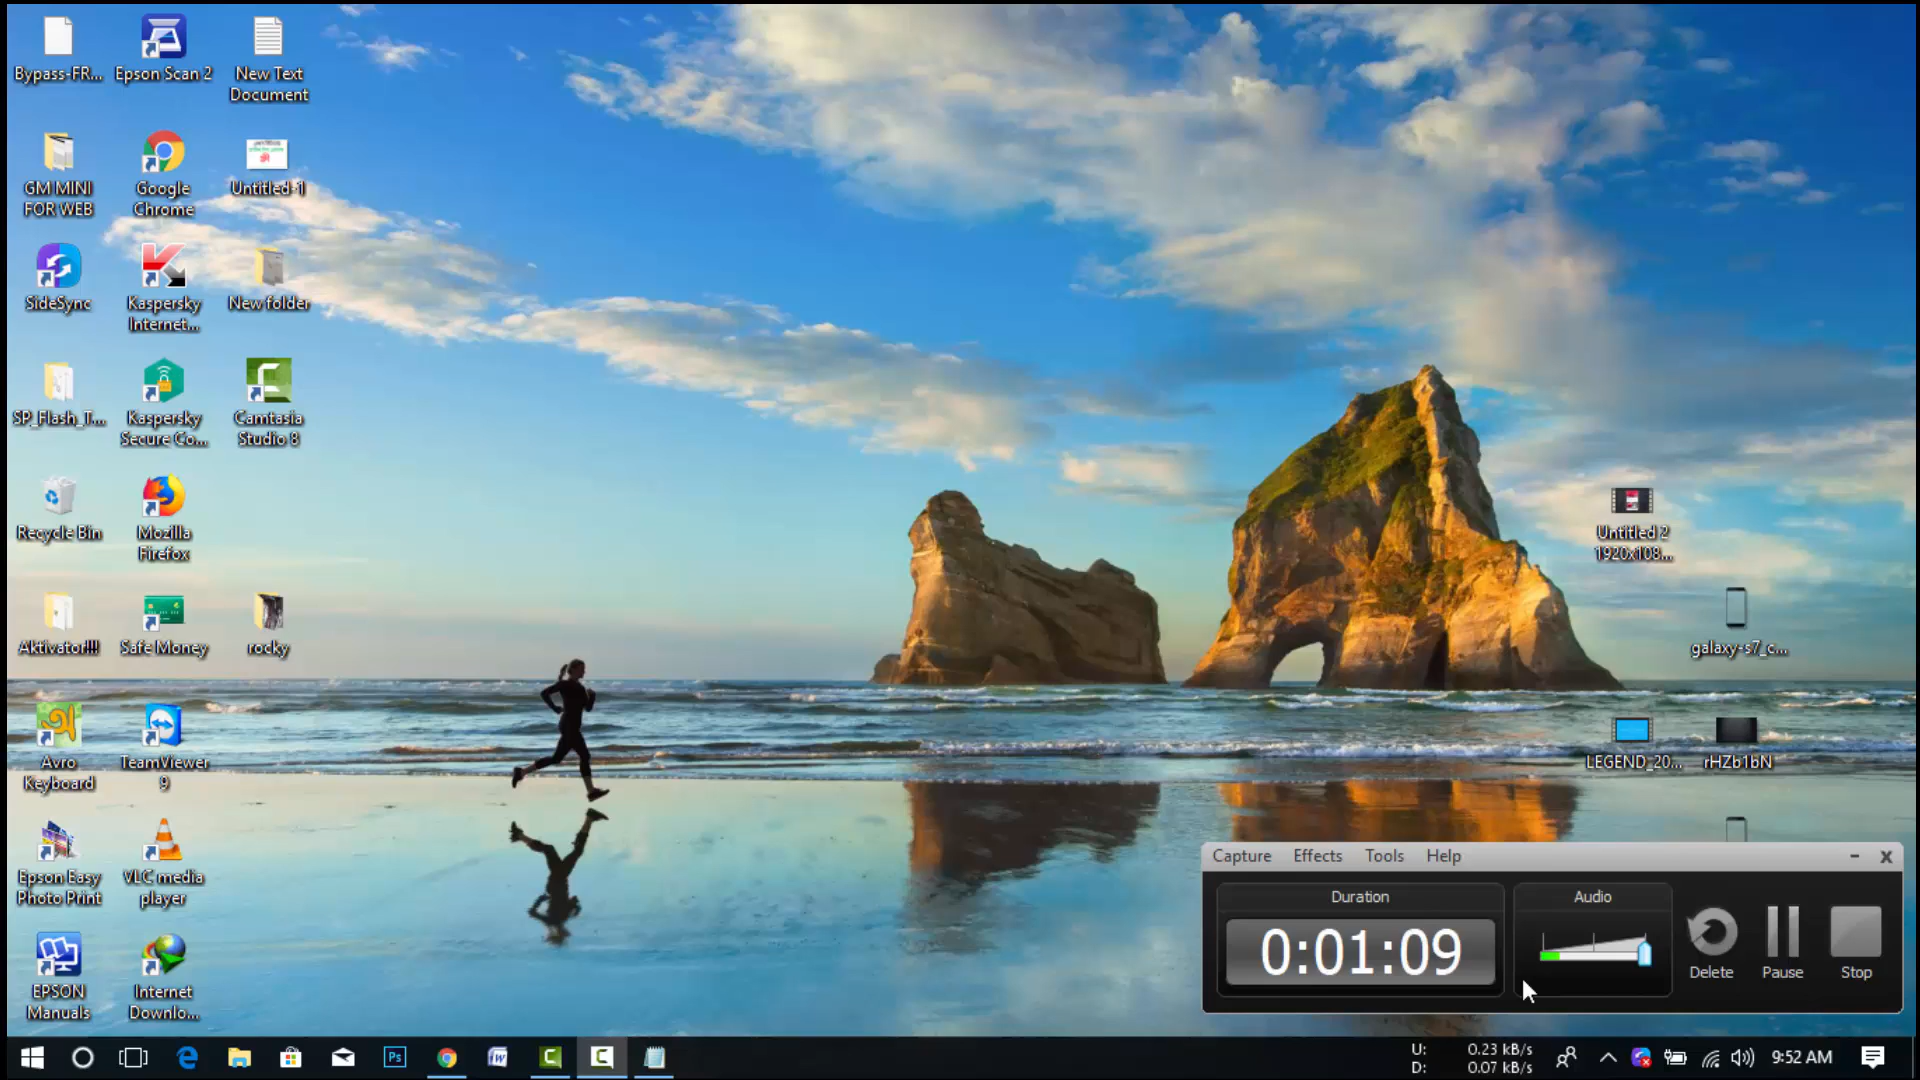 Bypass-FR...
Epson Scan 2
New Text
Document
GM MINI
FOR WEB
Google
Chrome
Untitled-1
SideSync
Kaspersky
Internet...
New folder
SP_Flash_T...
Kaspersky
Secure Co...
Camtasia
Studio 8
Recycle Bin
Mozilla
Firefox
Aktivator!!!
Safe Money
rocky
Avro
Keyboard
TeamViewer
9
Epson Easy
Photo Print
VLC media
player
EPSON
Manuals
Internet
Downlo...
Untitled 2
1920x108...
galaxy-s7_c...
LEGEND_20...
rHZb1bN
Capture Effects Tools Help
Duration
0:01:09
Audio
Delete
Pause
Stop
Ps
U: 0.23 kB/s
D: 0.07 kB/s
9:52 AM